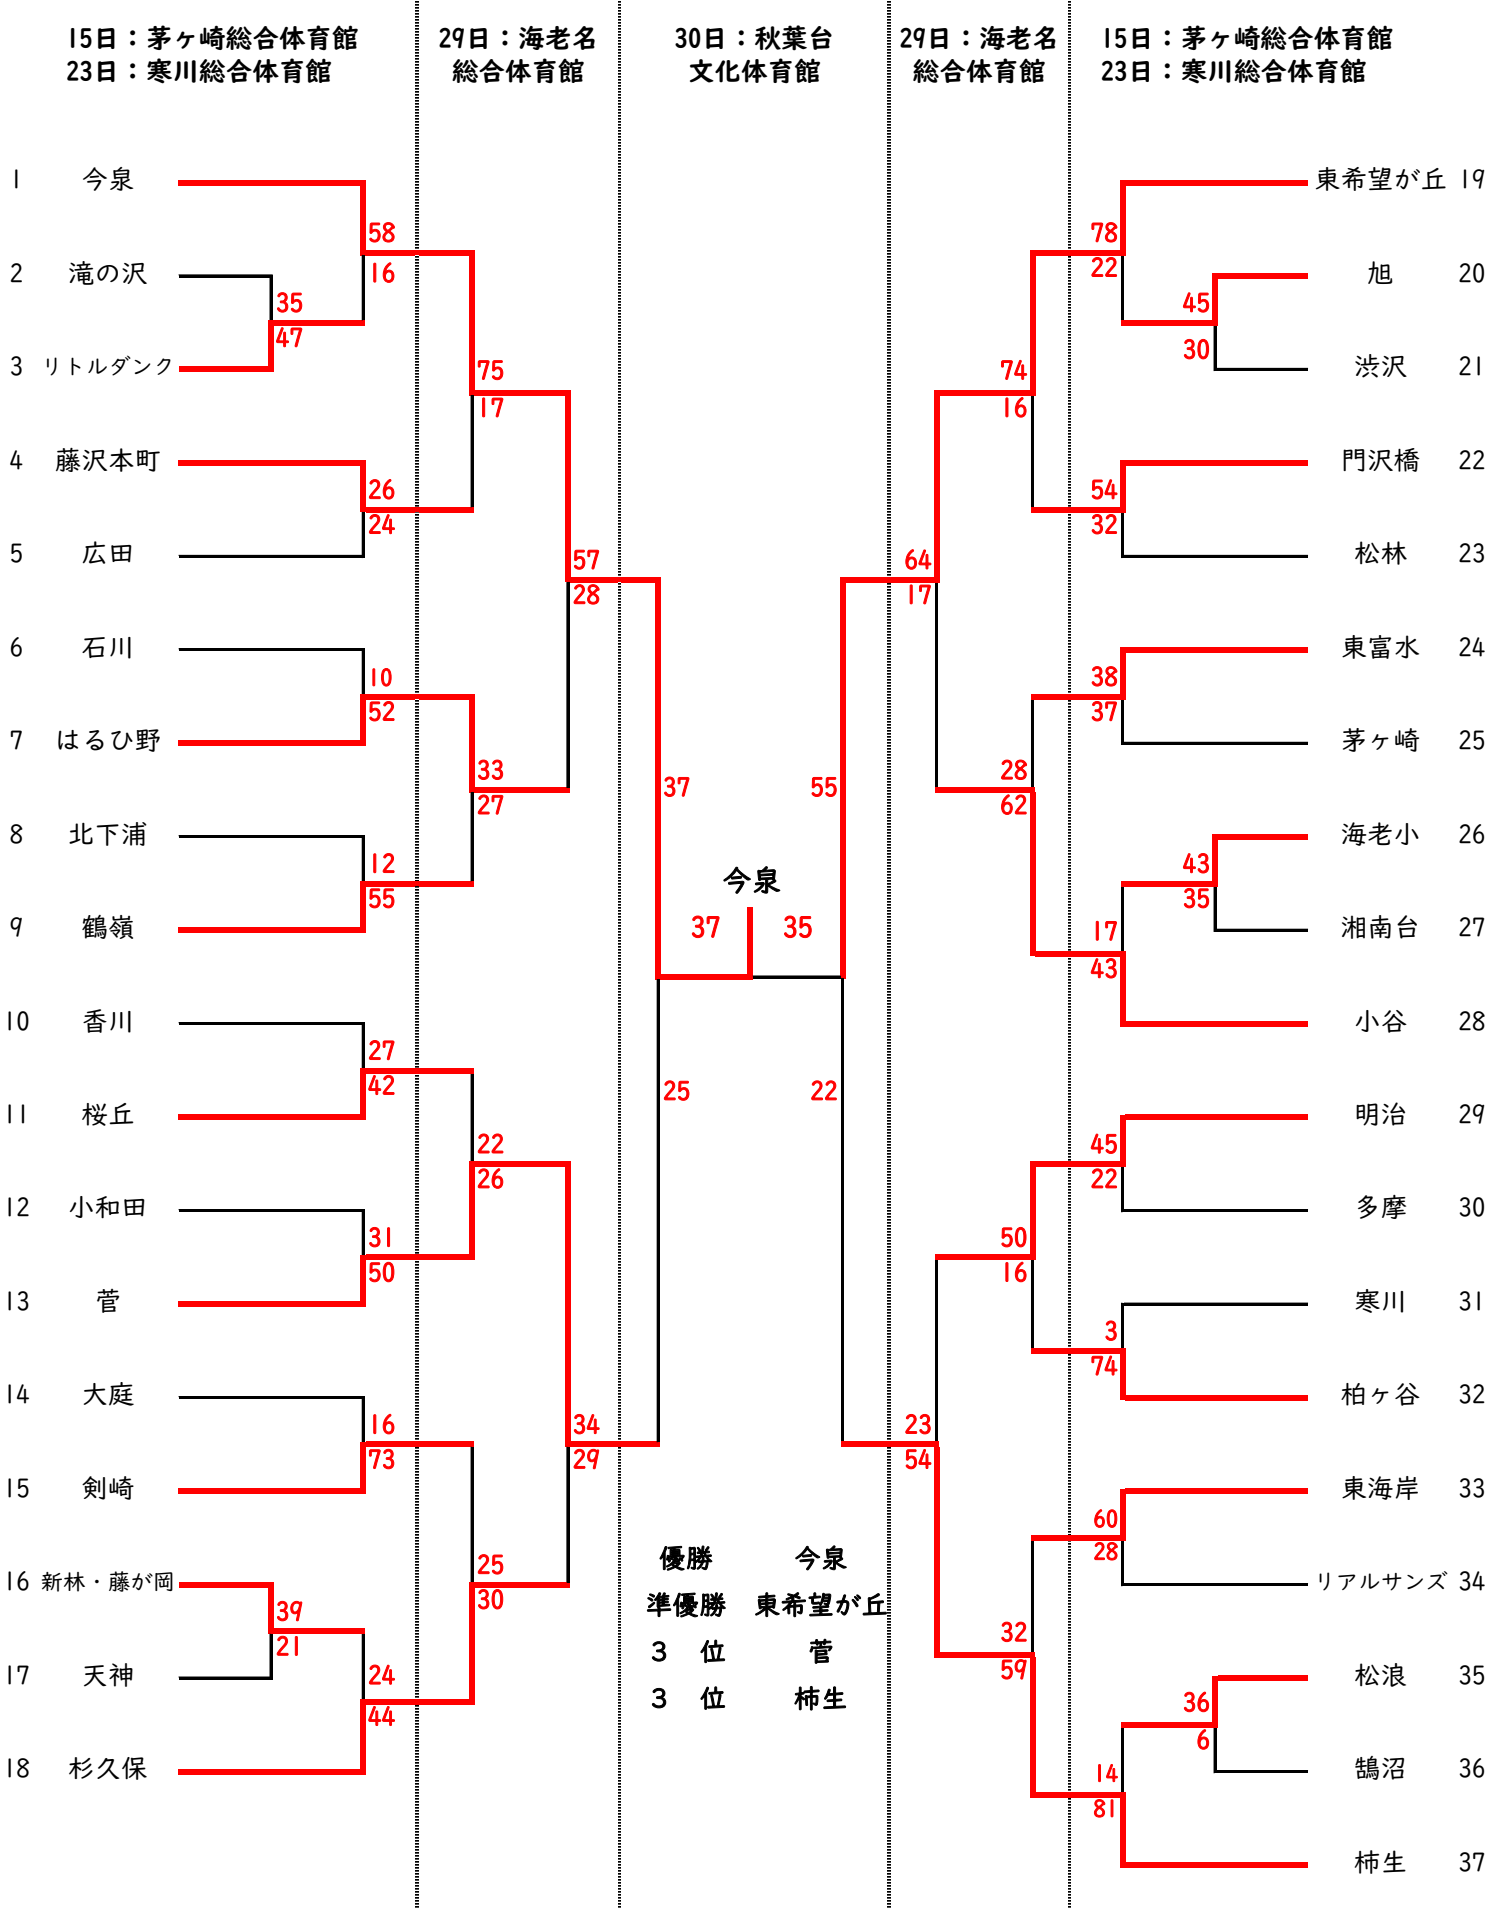 15日：茅ヶ崎総合体育館
23日：寒川総合体育館
29日：海老名
総合体育館
30日：秋葉台
文化体育館
29日：海老名
総合体育館
15日：茅ヶ崎総合体育館
23日：寒川総合体育館
1 今泉
2 滝の沢
3 リトルダンク
4 藤沢本町
5 広田
6 石川
7 はるひ野
8 北下浦
9 鶴嶺
10 香川
11 桜丘
12 小和田
13 菅
14 大庭
15 剣崎
16 新林・藤が岡
17 天神
18 杉久保
58
16
35
47
26
24
10
52
12
55
27
42
31
50
16
73
39
21
24
44
75
17
33
27
22
26
25
30
57
28
34
29
37
25
今泉
37 35
55
22
64
17
23
54
74
16
28
62
50
16
32
59
78
22
45
30
54
32
38
37
43
35
17
43
45
22
3
74
60
28
36
6
14
81
東希望が丘 19
旭 20
渋沢 21
門沢橋 22
松林 23
東富水 24
茅ヶ崎 25
海老小 26
湘南台 27
小谷 28
明治 29
多摩 30
寒川 31
柏ヶ谷 32
東海岸 33
リアルサンズ 34
松浪 35
鵠沼 36
柿生 37
優勝 今泉
準優勝 東希望が丘
3 位 菅
3 位 柿生